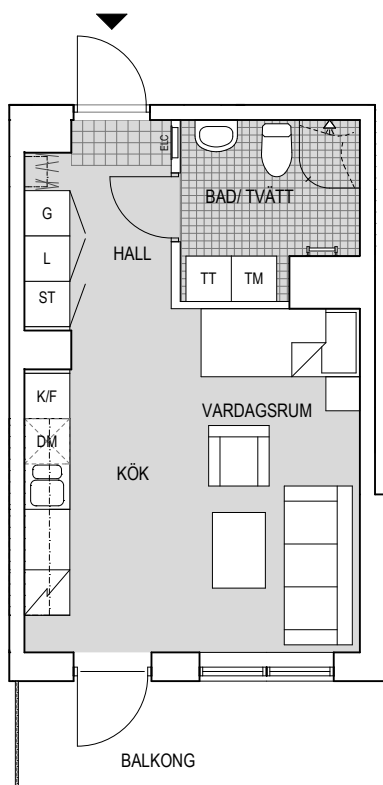 ELC
BAD/ TVÄTT
G
L
HALL
ST
TT
TM
K/F
VARDAGSRUM
DM
KÖK
BALKONG